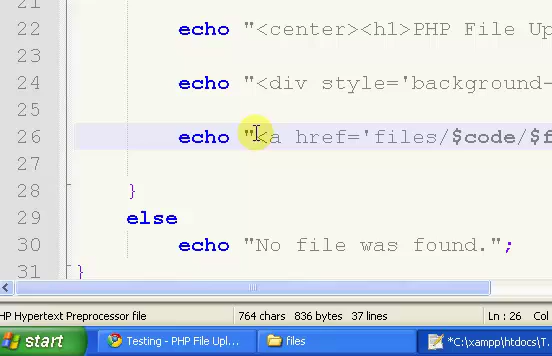 21
22 echo "<center><h1>PHP File Up
23
24 echo "<div style='background-
25
26 echo "<a href='files/$code/$f
27
28 }
29 else
30 echo "No file was found.";
31 }
HP Hypertext Preprocessor file 764 chars 836 bytes 37 lines Ln : 26 Col
start Testing - PHP File Upl... files *C:\xampp\htdocs\T...